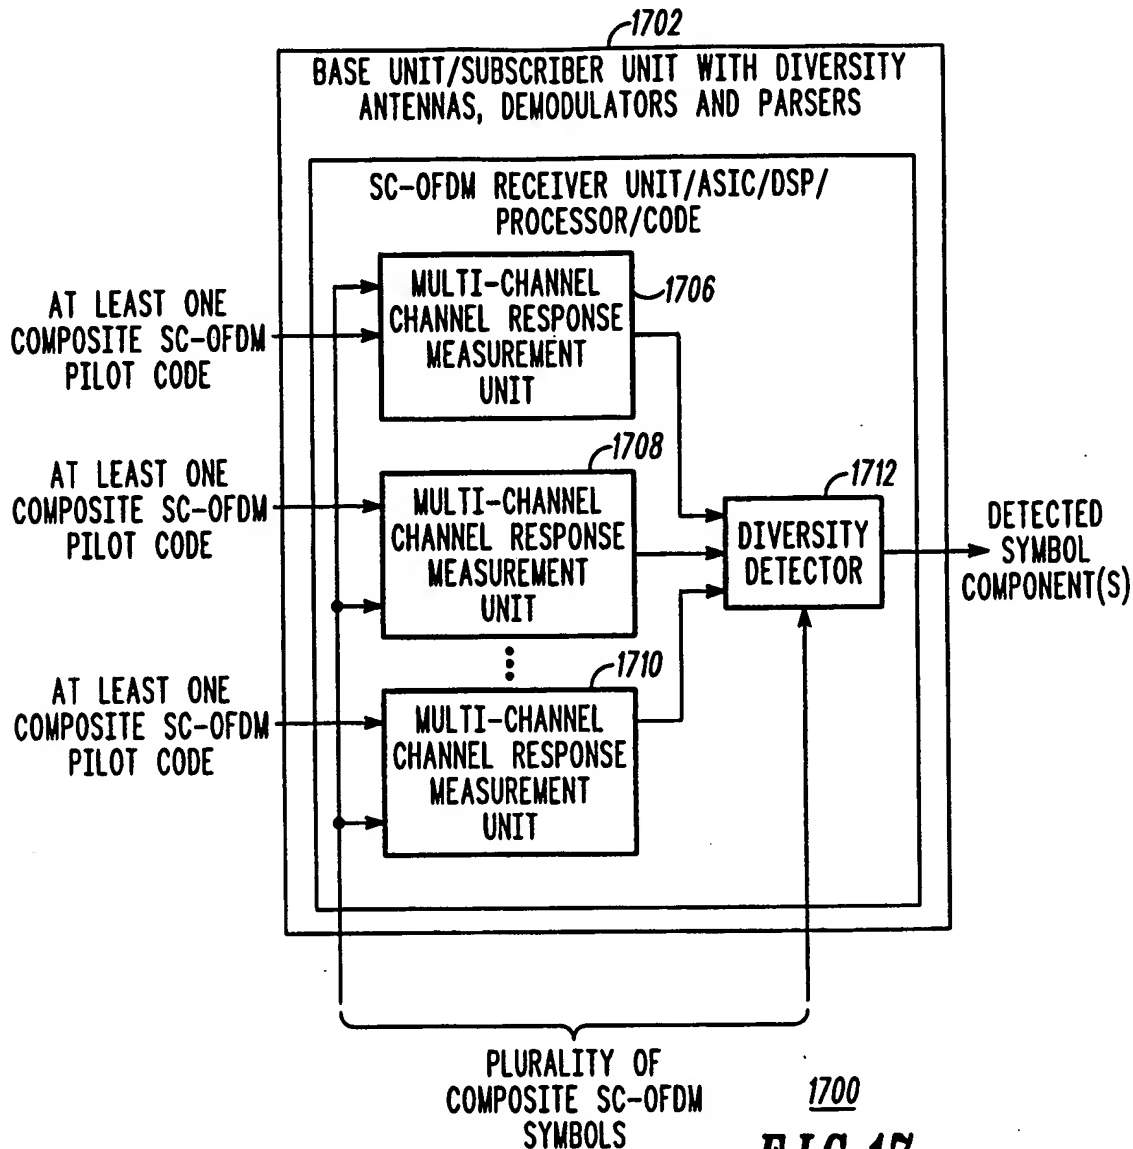 1702
BASE UNIT/SUBSCRIBER UNIT WITH DIVERSITY
ANTENNAS, DEMODULATORS AND PARSERS
SC-OFDM RECEIVER UNIT/ASIC/DSP/
PROCESSOR/CODE
AT LEAST ONE
COMPOSITE SC-OFDM
PILOT CODE
MULTI-CHANNEL
CHANNEL RESPONSE
MEASUREMENT
UNIT
1706
AT LEAST ONE
COMPOSITE SC-OFDM
PILOT CODE
1708
MULTI-CHANNEL
CHANNEL RESPONSE
MEASUREMENT
UNIT
1712
DIVERSITY
DETECTOR
DETECTED
SYMBOL
COMPONENT(S)
AT LEAST ONE
COMPOSITE SC-OFDM
PILOT CODE
1710
MULTI-CHANNEL
CHANNEL RESPONSE
MEASUREMENT
UNIT
PLURALITY OF
COMPOSITE SC-OFDM
SYMBOLS
1700